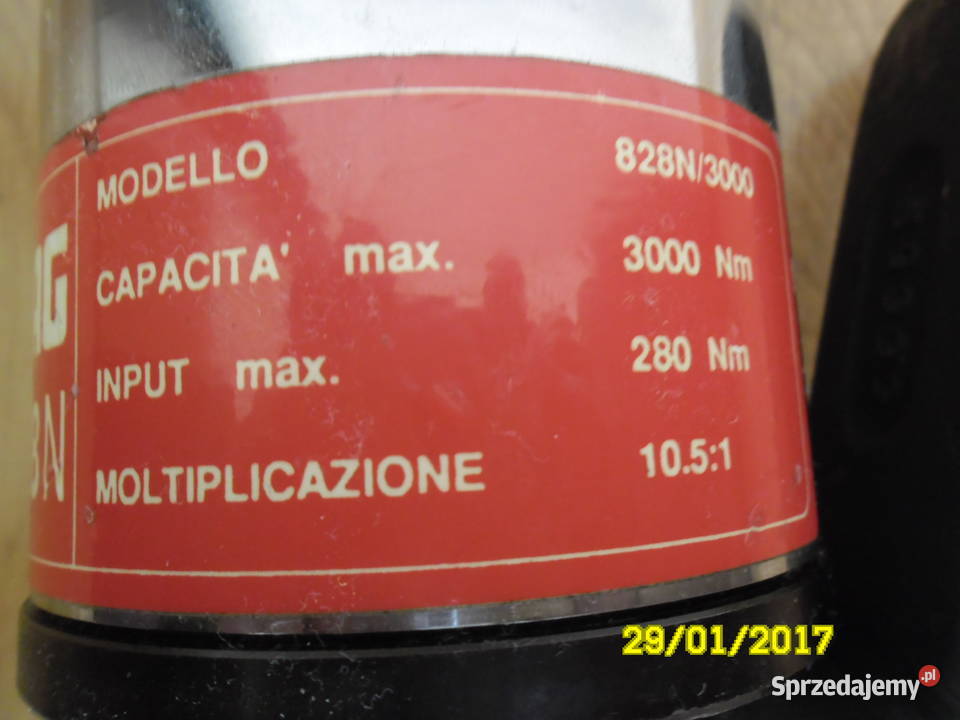 MODELLO 828N/3000
CAPACITA' max. 3000 Nm
INPUT max. 280 Nm
MOLTIPLICAZIONE 10.5:1
29/01/2017
Sprzedajemy.pl